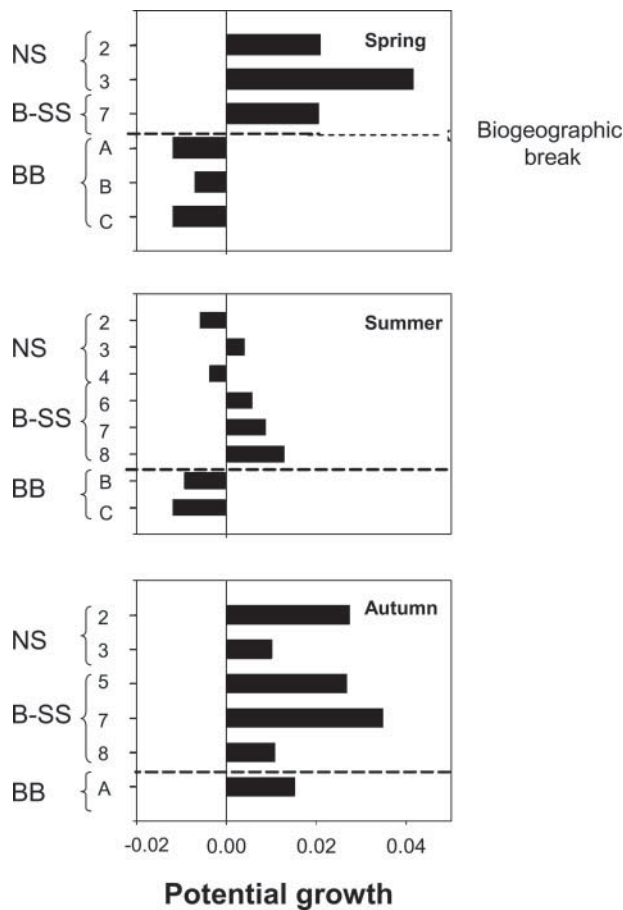 Spring
NS
2
3
B-SS
7
Biogeographic
break
BB
A
B
C
Summer
NS
2
3
4
B-SS
6
7
8
BB
B
C
Autumn
NS
2
3
B-SS
5
7
8
BB
A
-0.02 0.00 0.02 0.04
Potential growth